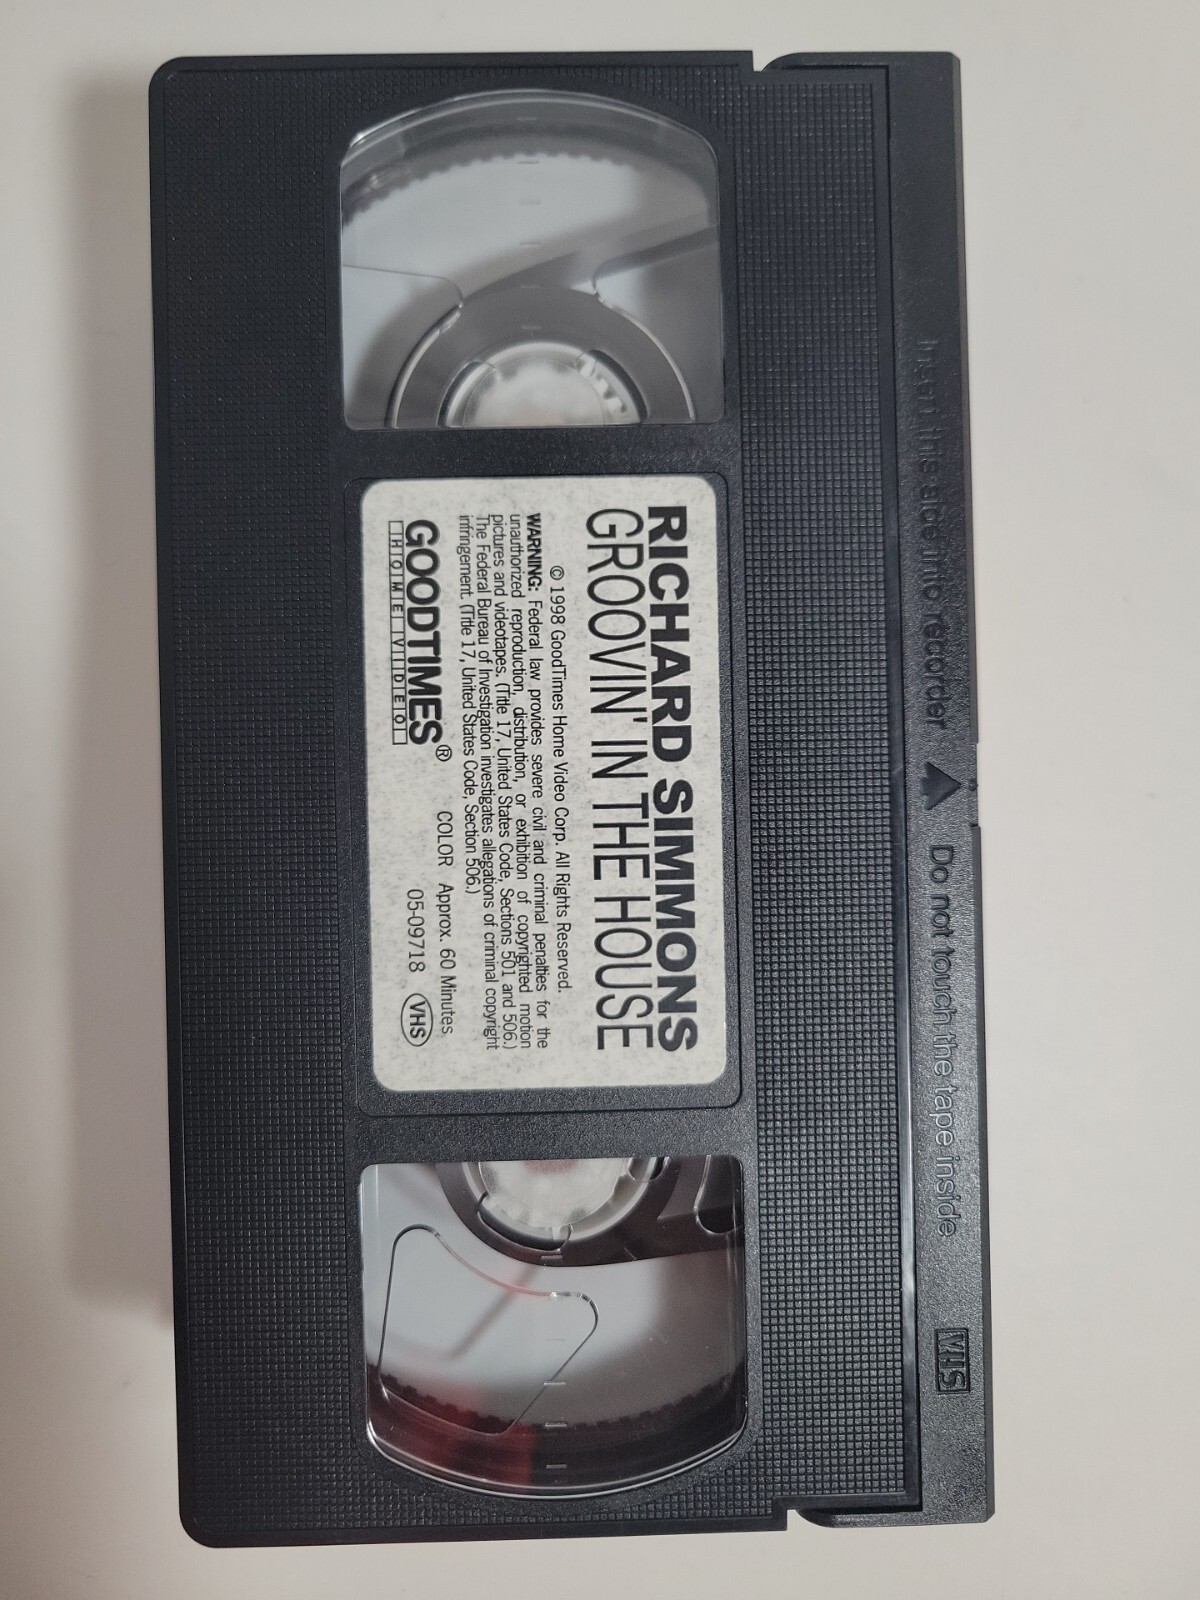 Insert this side into recorder
Do not touch the tape inside
VHS
RICHARD SIMMONS
GROOVIN' IN THE HOUSE
© 1998 GoodTimes Home Video Corp. All Rights Reserved.
WARNING: Federal law provides severe civil and criminal penalties for the
unauthorized reproduction, distribution, or exhibition of copyrighted motion
pictures and videotapes. (Title 17, United States Code, Sections 501 and 506.)
The Federal Bureau of Investigation investigates allegations of criminal copyright
infringement. (Title 17, United States Code, Section 506.)
GOODTIMES®
HOME VIDEO
COLOR Approx. 60 Minutes
05-09718 VHS